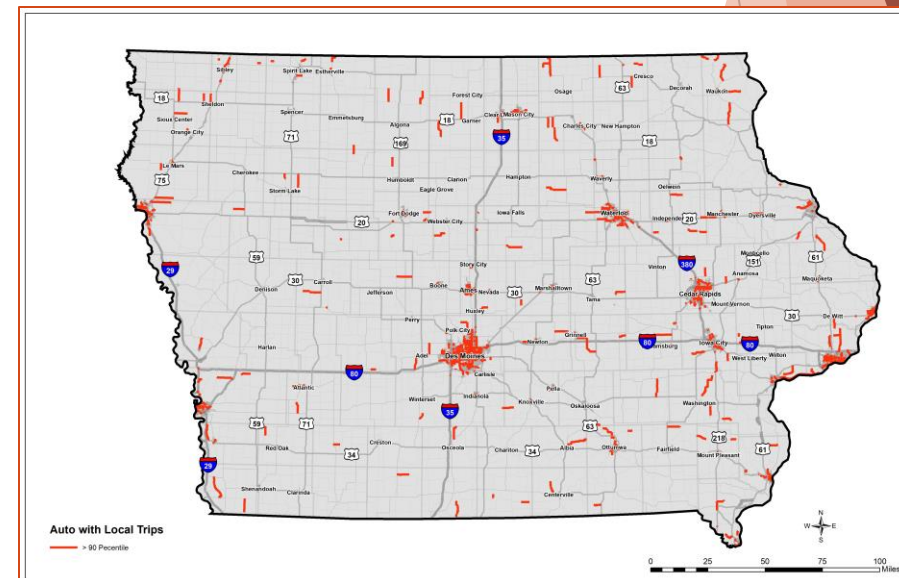 Sibley
Spirit Lake Estherville
Cresco
Osage
63
Decorah
Waukon
Forest City
18
Sheldon
Spencer
Emmetsburg
Algona
18
Garner
Mason City
Sioux Center
Orange City
71
169
35
Charles City
New Hampton
18
Le Mars
75
Cherokee
Humboldt
Clarion
Hampton
Waverly
Oelwein
Storm Lake
Eagle Grove
Fort Dodge
Webster City
20
Iowa Falls
Waterloo
20
Manchester
Dyersville
59
29
Story City
380
Vinton
Monticello
151
61
Anamosa
Maquoketa
Denison
30
Carroll
Jefferson
Boone
Ames
Nevada
30
Marshalltown
63
Tama
Cedar Rapids
Mount Vernon
30
De Witt
Huxley
Perry
Polk City
Tipton
Harlan
Adel
Des Moines
Newton
Grinnell
80
Iowa City
80
West Liberty
Wilton
80
Carlisle
Atlantic
Winterset
Indianola
Pella
Knoxville
Oskaloosa
Washington
59
71
35
63
218
61
Red Oak
Creston
34
Osceola
Chariton
34
Albia
Ottumwa
Fairfield
Mount Pleasant
29
Shenandoah
Clarinda
Centerville
Auto with Local Trips
> 90 Pecentile
N
W E
S
0 25 50 75 100
Miles